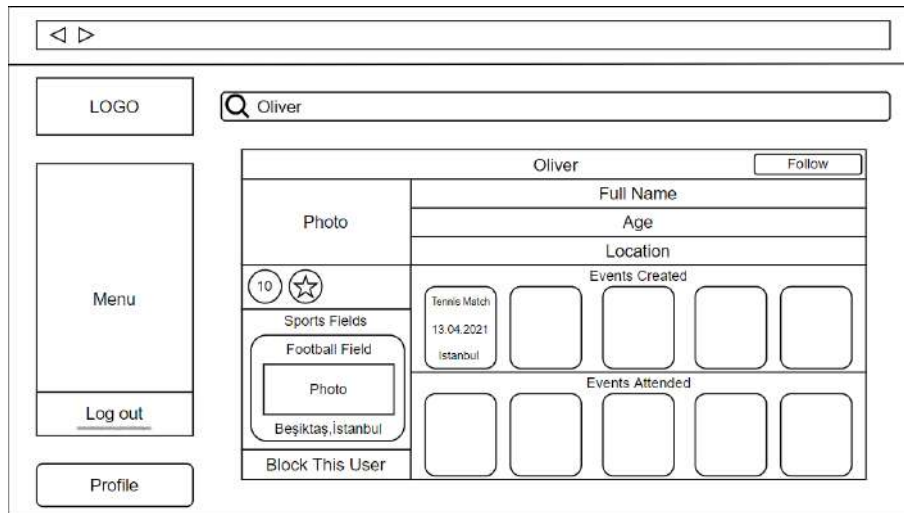 LOGO
Oliver
Menu
Log out
Profile
Oliver
Follow
Photo
Full Name
Age
Location
10
Sports Fields
Football Field
Photo
Beşiktaş,İstanbul
Block This User
Events Created
Tennis Match
13.04.2021
İstanbul
Events Attended